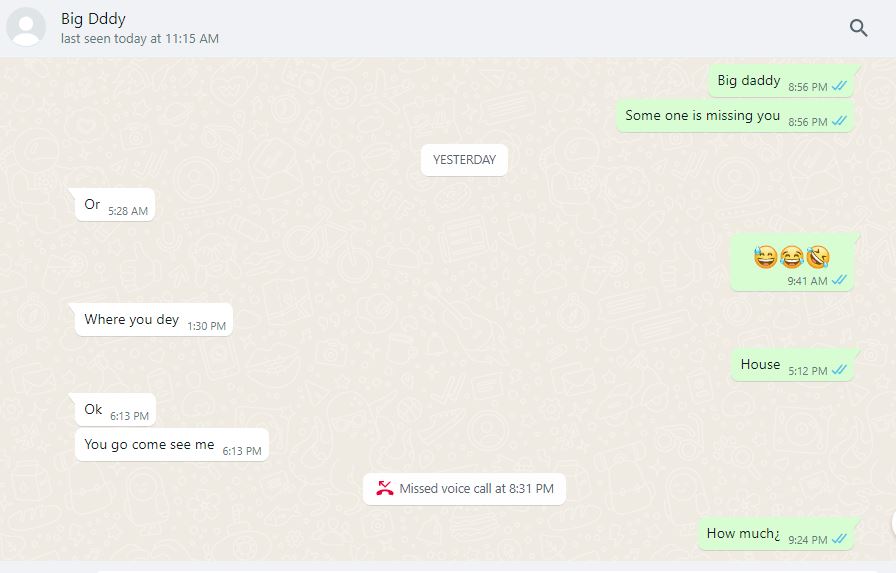 Big Dddy
last seen today at 11:15 AM
Big daddy 8:56 PM
Some one is missing you 8:56 PM
YESTERDAY
Or 5:28 AM
😅😂🤣
9:41 AM
Where you dey 1:30 PM
House 5:12 PM
Ok 6:13 PM
You go come see me 6:13 PM
Missed voice call at 8:31 PM
How much¿ 9:24 PM